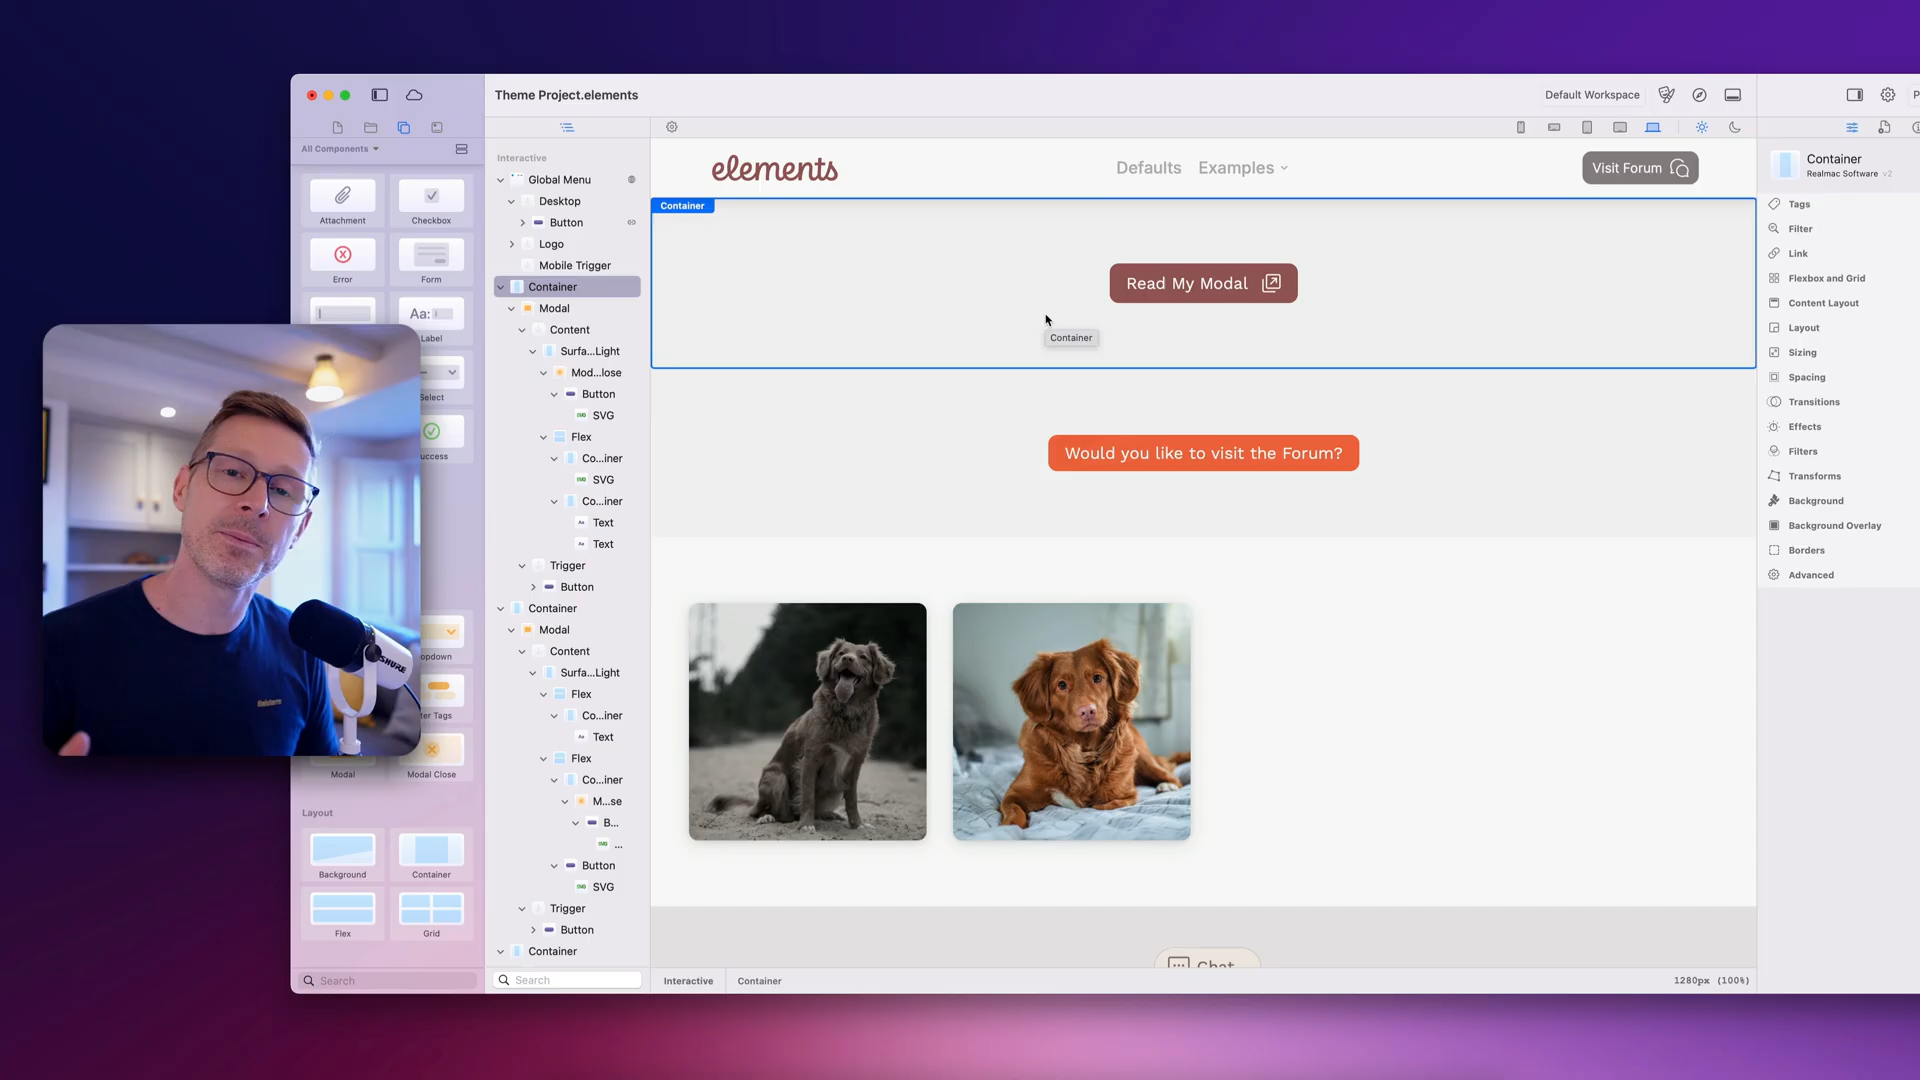 Theme Project.elements
Default Workspace
P
All Components
Attachment
Checkbox
Error
Form
Aa:
Label
Select
uccess
opdown
ter Tags
Modal
Modal Close
Layout
Background
Container
Flex
Grid
Search
Interactive
Global Menu
Desktop
Button
Logo
Mobile Trigger
Container
Modal
Content
Surfa...Light
Mod...lose
Button
SVG
Flex
Co...iner
SVG
Co...iner
Text
Text
Trigger
Button
Container
Modal
Content
Surfa...Light
Flex
Co...iner
Text
Flex
Co...iner
M...se
B...
...
Button
SVG
Trigger
Button
Container
Search
elements
Defaults
Examples
Visit Forum
Container
Read My Modal
Container
Would you like to visit the Forum?
Chat
Interactive
Container
1280px (100%)
Container
Realmac Software v2
Tags
Filter
Link
Flexbox and Grid
Content Layout
Layout
Sizing
Spacing
Transitions
Effects
Filters
Transforms
Background
Background Overlay
Borders
Advanced
SHURE